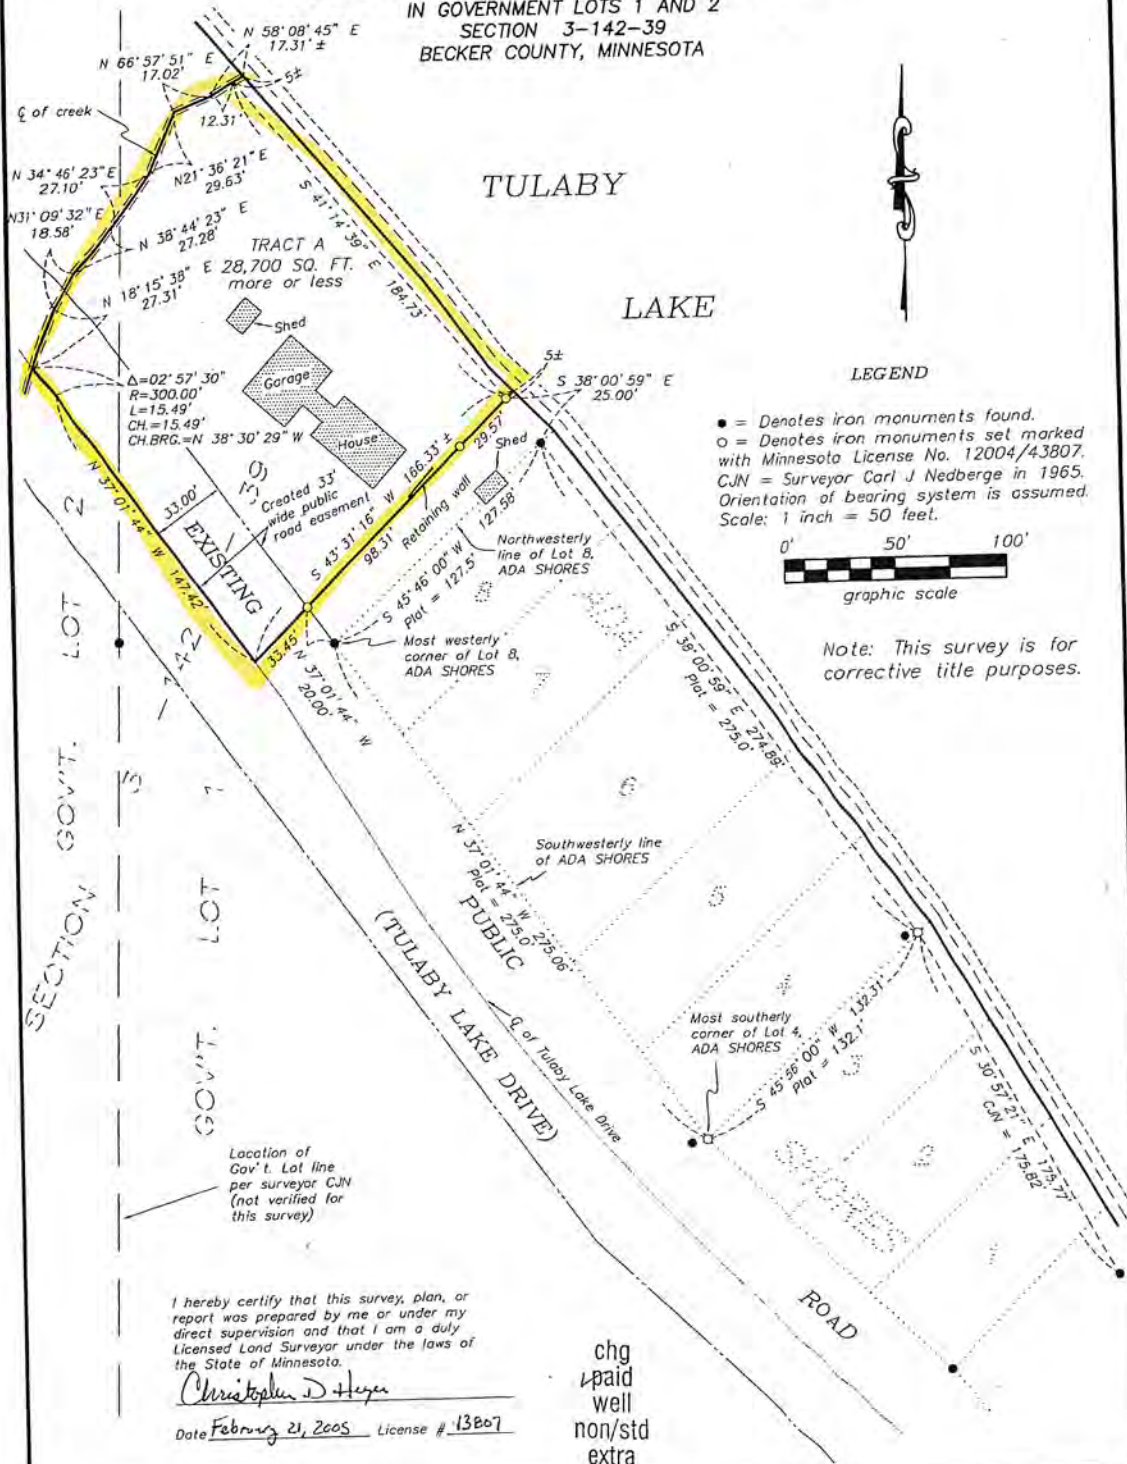 IN GOVERNMENT LOTS 1 AND 2
SECTION 3-142-39
BECKER COUNTY, MINNESOTA
N 58°08'45" E
17.31' ±
N 66°57'51" E
17.02'
5±
℄ of creek
12.31'
N 34°46'23" E
27.10'
N21°36'21" E
29.63'
N31°09'32" E
18.58'
N 38°44'23" E
27.28'
N 18°15'38" E
27.31'
S 41°14'39" E
184.73
TULABY
LAKE
TRACT A
28,700 SQ. FT.
more or less
Shed
Garage
House
Δ=02°57'30"
R=300.00'
L=15.49'
CH.=15.49'
CH.BRG.=N 38°30'29" W
5±
S 38°00'59" E
25.00'
29.57
Shed
N 37°01'44" W 147.42'
33.00'
EXISTING
Created 33'
wide public
road easement
S 43°31'16" W 166.33' ±
98.31'
Retaining wall
33.45'
127.58'
S 45°46'00" W
Plat = 127.5'
Northwesterly
line of Lot 8,
ADA SHORES
Most westerly
corner of Lot 8,
ADA SHORES
N 37°01'44" W
20.00'
LEGEND
● = Denotes iron monuments found.
○ = Denotes iron monuments set marked
with Minnesota License No. 12004/43807.
CJN = Surveyor Carl J Nedberge in 1965.
Orientation of bearing system is assumed.
Scale: 1 inch = 50 feet.
0' 50' 100'
graphic scale
Note: This survey is for
corrective title purposes.
8
ADA
7
6
5
4
3
2
1
SHORES
S 38°00'59" E 274.89'
Plat = 275.0'
Southwesterly line
of ADA SHORES
N 37°01'44" W 275.06'
Plat = 275.0'
PUBLIC
(TULABY LAKE DRIVE)
℄ of Tulaby Lake Drive
ROAD
Most southerly
corner of Lot 4,
ADA SHORES
S 45°56'00" W 132.31'
Plat = 132.1'
S 30°57'21" E 175.77'
CJN = 175.82'
GOV'T. LOT 2
SECTION
GOV'T. LOT 1
Location of
Gov't. Lot line
per surveyor CJN
(not verified for
this survey)
I hereby certify that this survey, plan, or
report was prepared by me or under my
direct supervision and that I am a duly
Licensed Land Surveyor under the laws of
the State of Minnesota.
Christopher D Heyer
Date February 21, 2005 License # 13807
chg
paid
well
non/std
extra